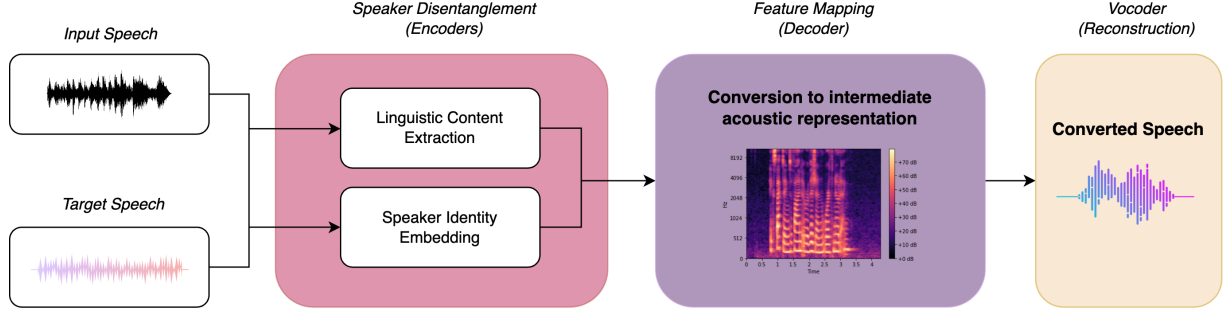 Input Speech
Target Speech
Speaker Disentanglement
(Encoders)
Linguistic Content
Extraction
Speaker Identity
Embedding
Feature Mapping
(Decoder)
Conversion to intermediate
acoustic representation
8192
4096
2048
1024
512
0
Hz
0 0.5 1 1.5 2 2.5 3 3.5 4
Time
+70 dB
+60 dB
+50 dB
+40 dB
+30 dB
+20 dB
+10 dB
+0 dB
Vocoder
(Reconstruction)
Converted Speech